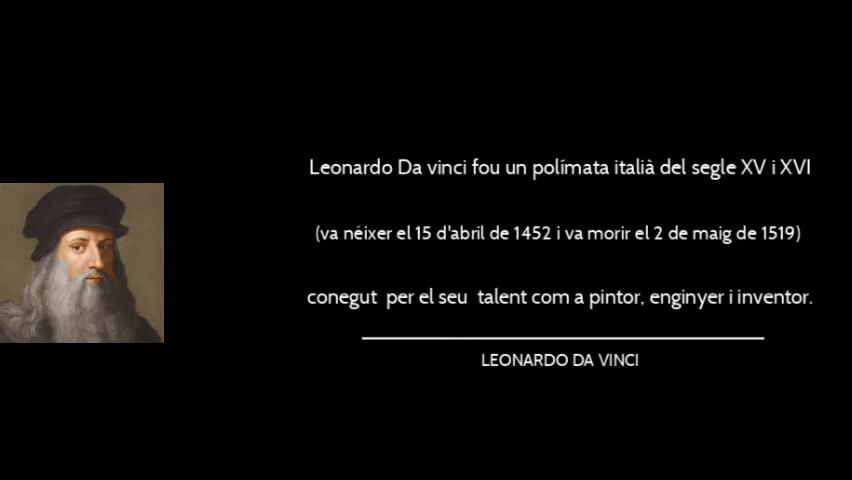 Leonardo Da vinci fou un polímata italià del segle XV i XVI
(va néixer el 15 d'abril de 1452 i va morir el 2 de maig de 1519)
conegut  per el seu  talent com a pintor, enginyer i inventor.
LEONARDO DA VINCI